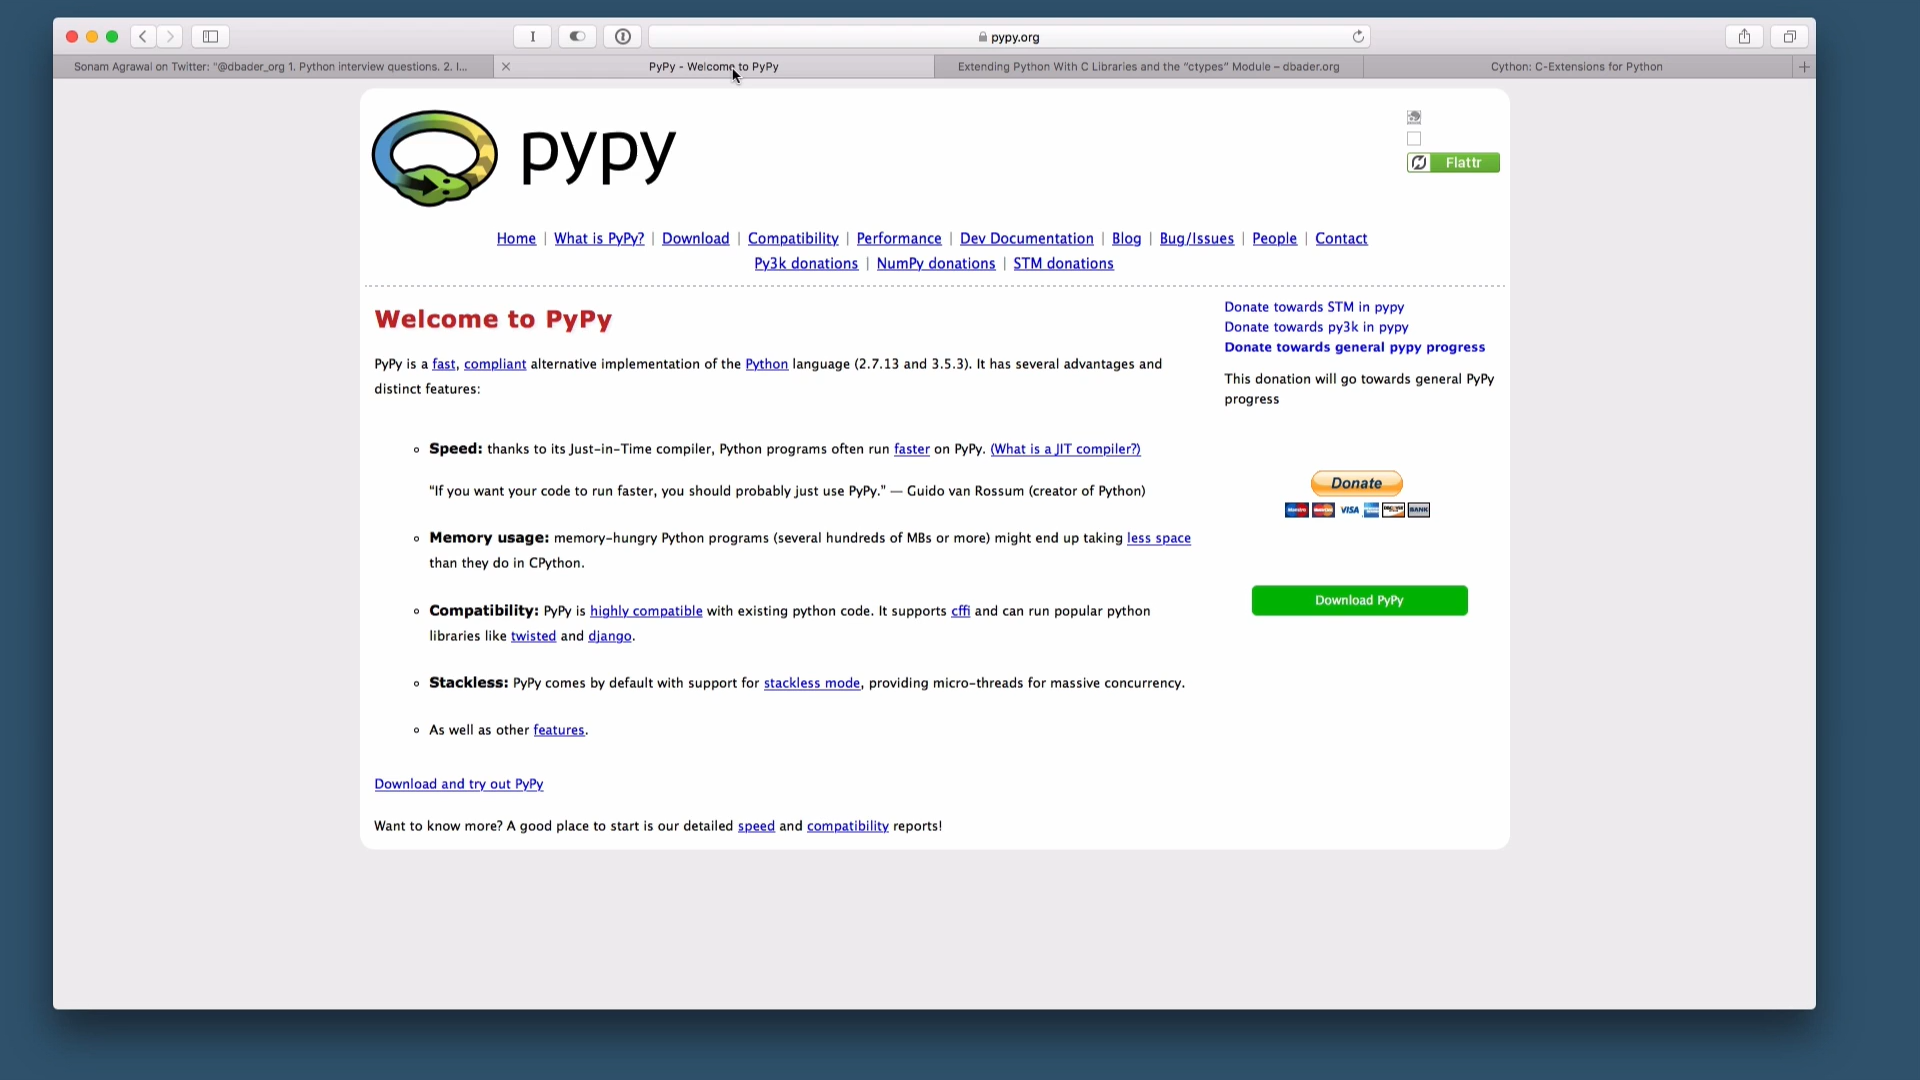 pypy.org
Sonam Agrawal on Twitter: "@dbader_org 1. Python interview questions. 2. I...
PyPy - Welcome to PyPy
Extending Python With C Libraries and the “ctypes” Module – dbader.org
Cython: C-Extensions for Python
pypy
Flattr
Home | What is PyPy? | Download | Compatibility | Performance | Dev Documentation | Blog | Bug/Issues | People | Contact
Py3k donations | NumPy donations | STM donations
Welcome to PyPy
PyPy is a fast, compliant alternative implementation of the Python language (2.7.13 and 3.5.3). It has several advantages and
distinct features:
Speed: thanks to its Just-in-Time compiler, Python programs often run faster on PyPy. (What is a JIT compiler?)
“If you want your code to run faster, you should probably just use PyPy.” — Guido van Rossum (creator of Python)
Memory usage: memory-hungry Python programs (several hundreds of MBs or more) might end up taking less space
than they do in CPython.
Compatibility: PyPy is highly compatible with existing python code. It supports cffi and can run popular python
libraries like twisted and django.
Stackless: PyPy comes by default with support for stackless mode, providing micro-threads for massive concurrency.
As well as other features.
Download and try out PyPy
Want to know more? A good place to start is our detailed speed and compatibility reports!
Donate towards STM in pypy
Donate towards py3k in pypy
Donate towards general pypy progress
This donation will go towards general PyPy
progress
Donate
VISA
BANK
Download PyPy